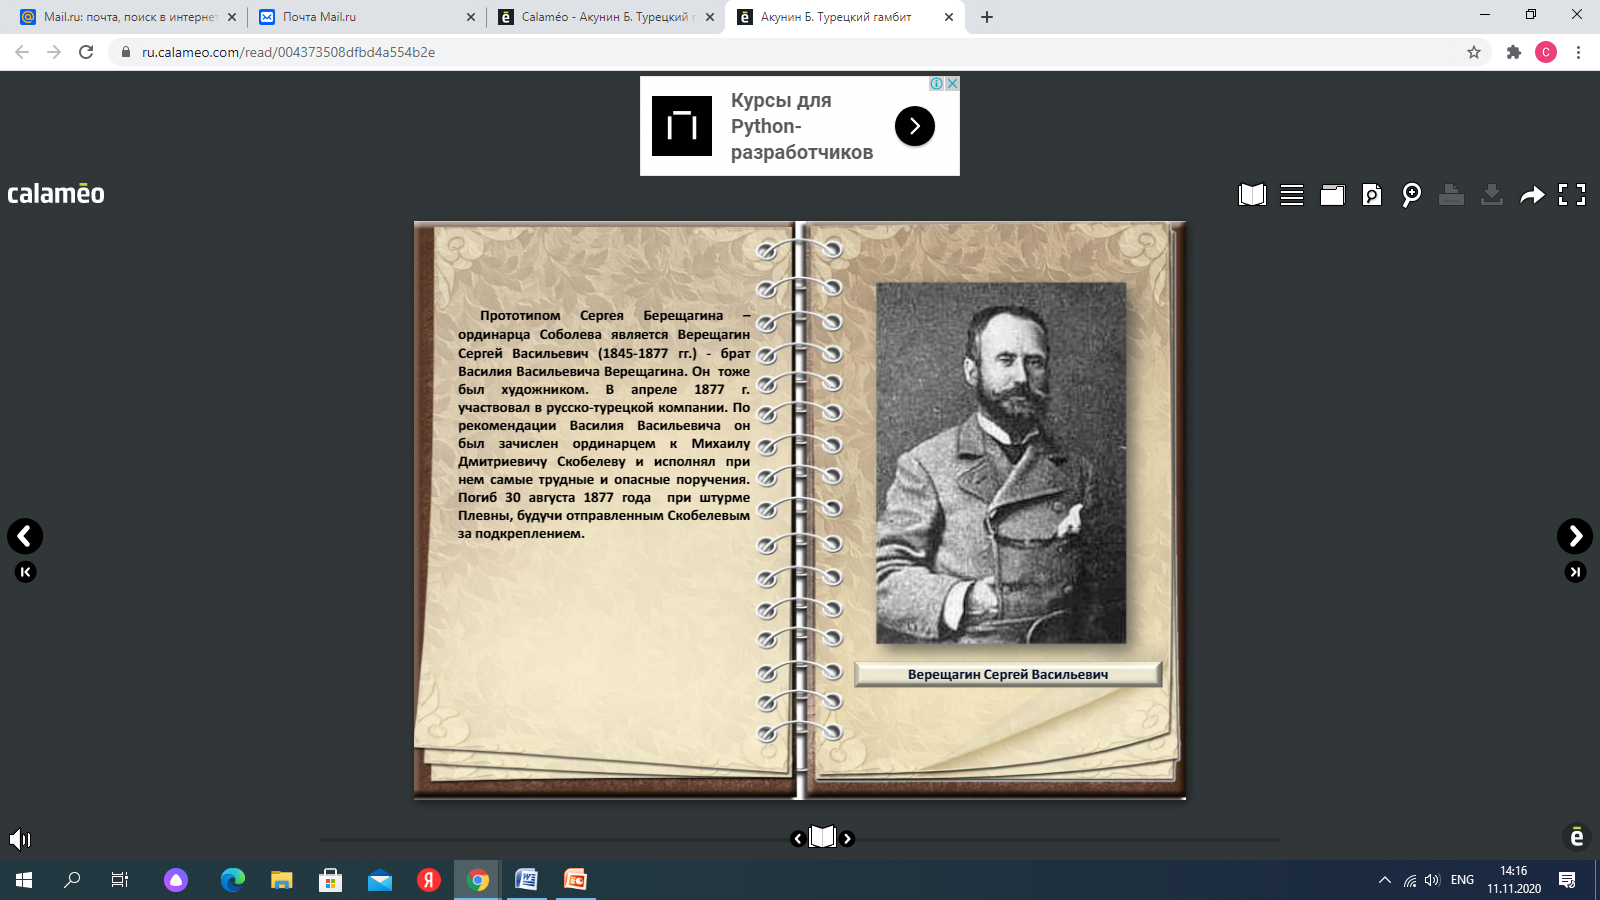 Mail.ru: почта, поиск в интернет
Почта Mail.ru
Calaméo - Акунин Б. Турецкий г
Акунин Б. Турецкий гамбит
ru.calameo.com/read/004373508dfbd4a554b2e
C
Курсы для
Python-
разработчиков
calamēo
Прототипом Сергея Берещагина –
ординарца Соболева является Верещагин
Сергей Васильевич (1845-1877 гг.) - брат
Василия Васильевича Верещагина. Он тоже
был художником. В апреле 1877 г.
участвовал в русско-турецкой компании. По
рекомендации Василия Васильевича он
был зачислен ординарцем к Михаилу
Дмитриевичу Скобелеву и исполнял при
нем самые трудные и опасные поручения.
Погиб 30 августа 1877 года при штурме
Плевны, будучи отправленным Скобелевым
за подкреплением.
Верещагин Сергей Васильевич
ENG
14:16
11.11.2020